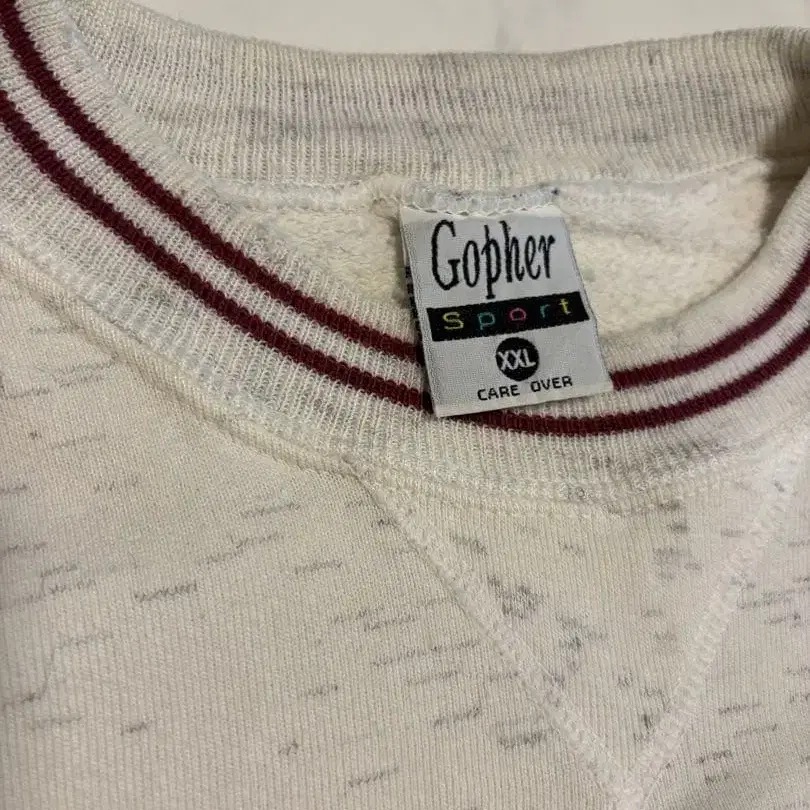 Gopher
Sport
XXL
CARE OVER